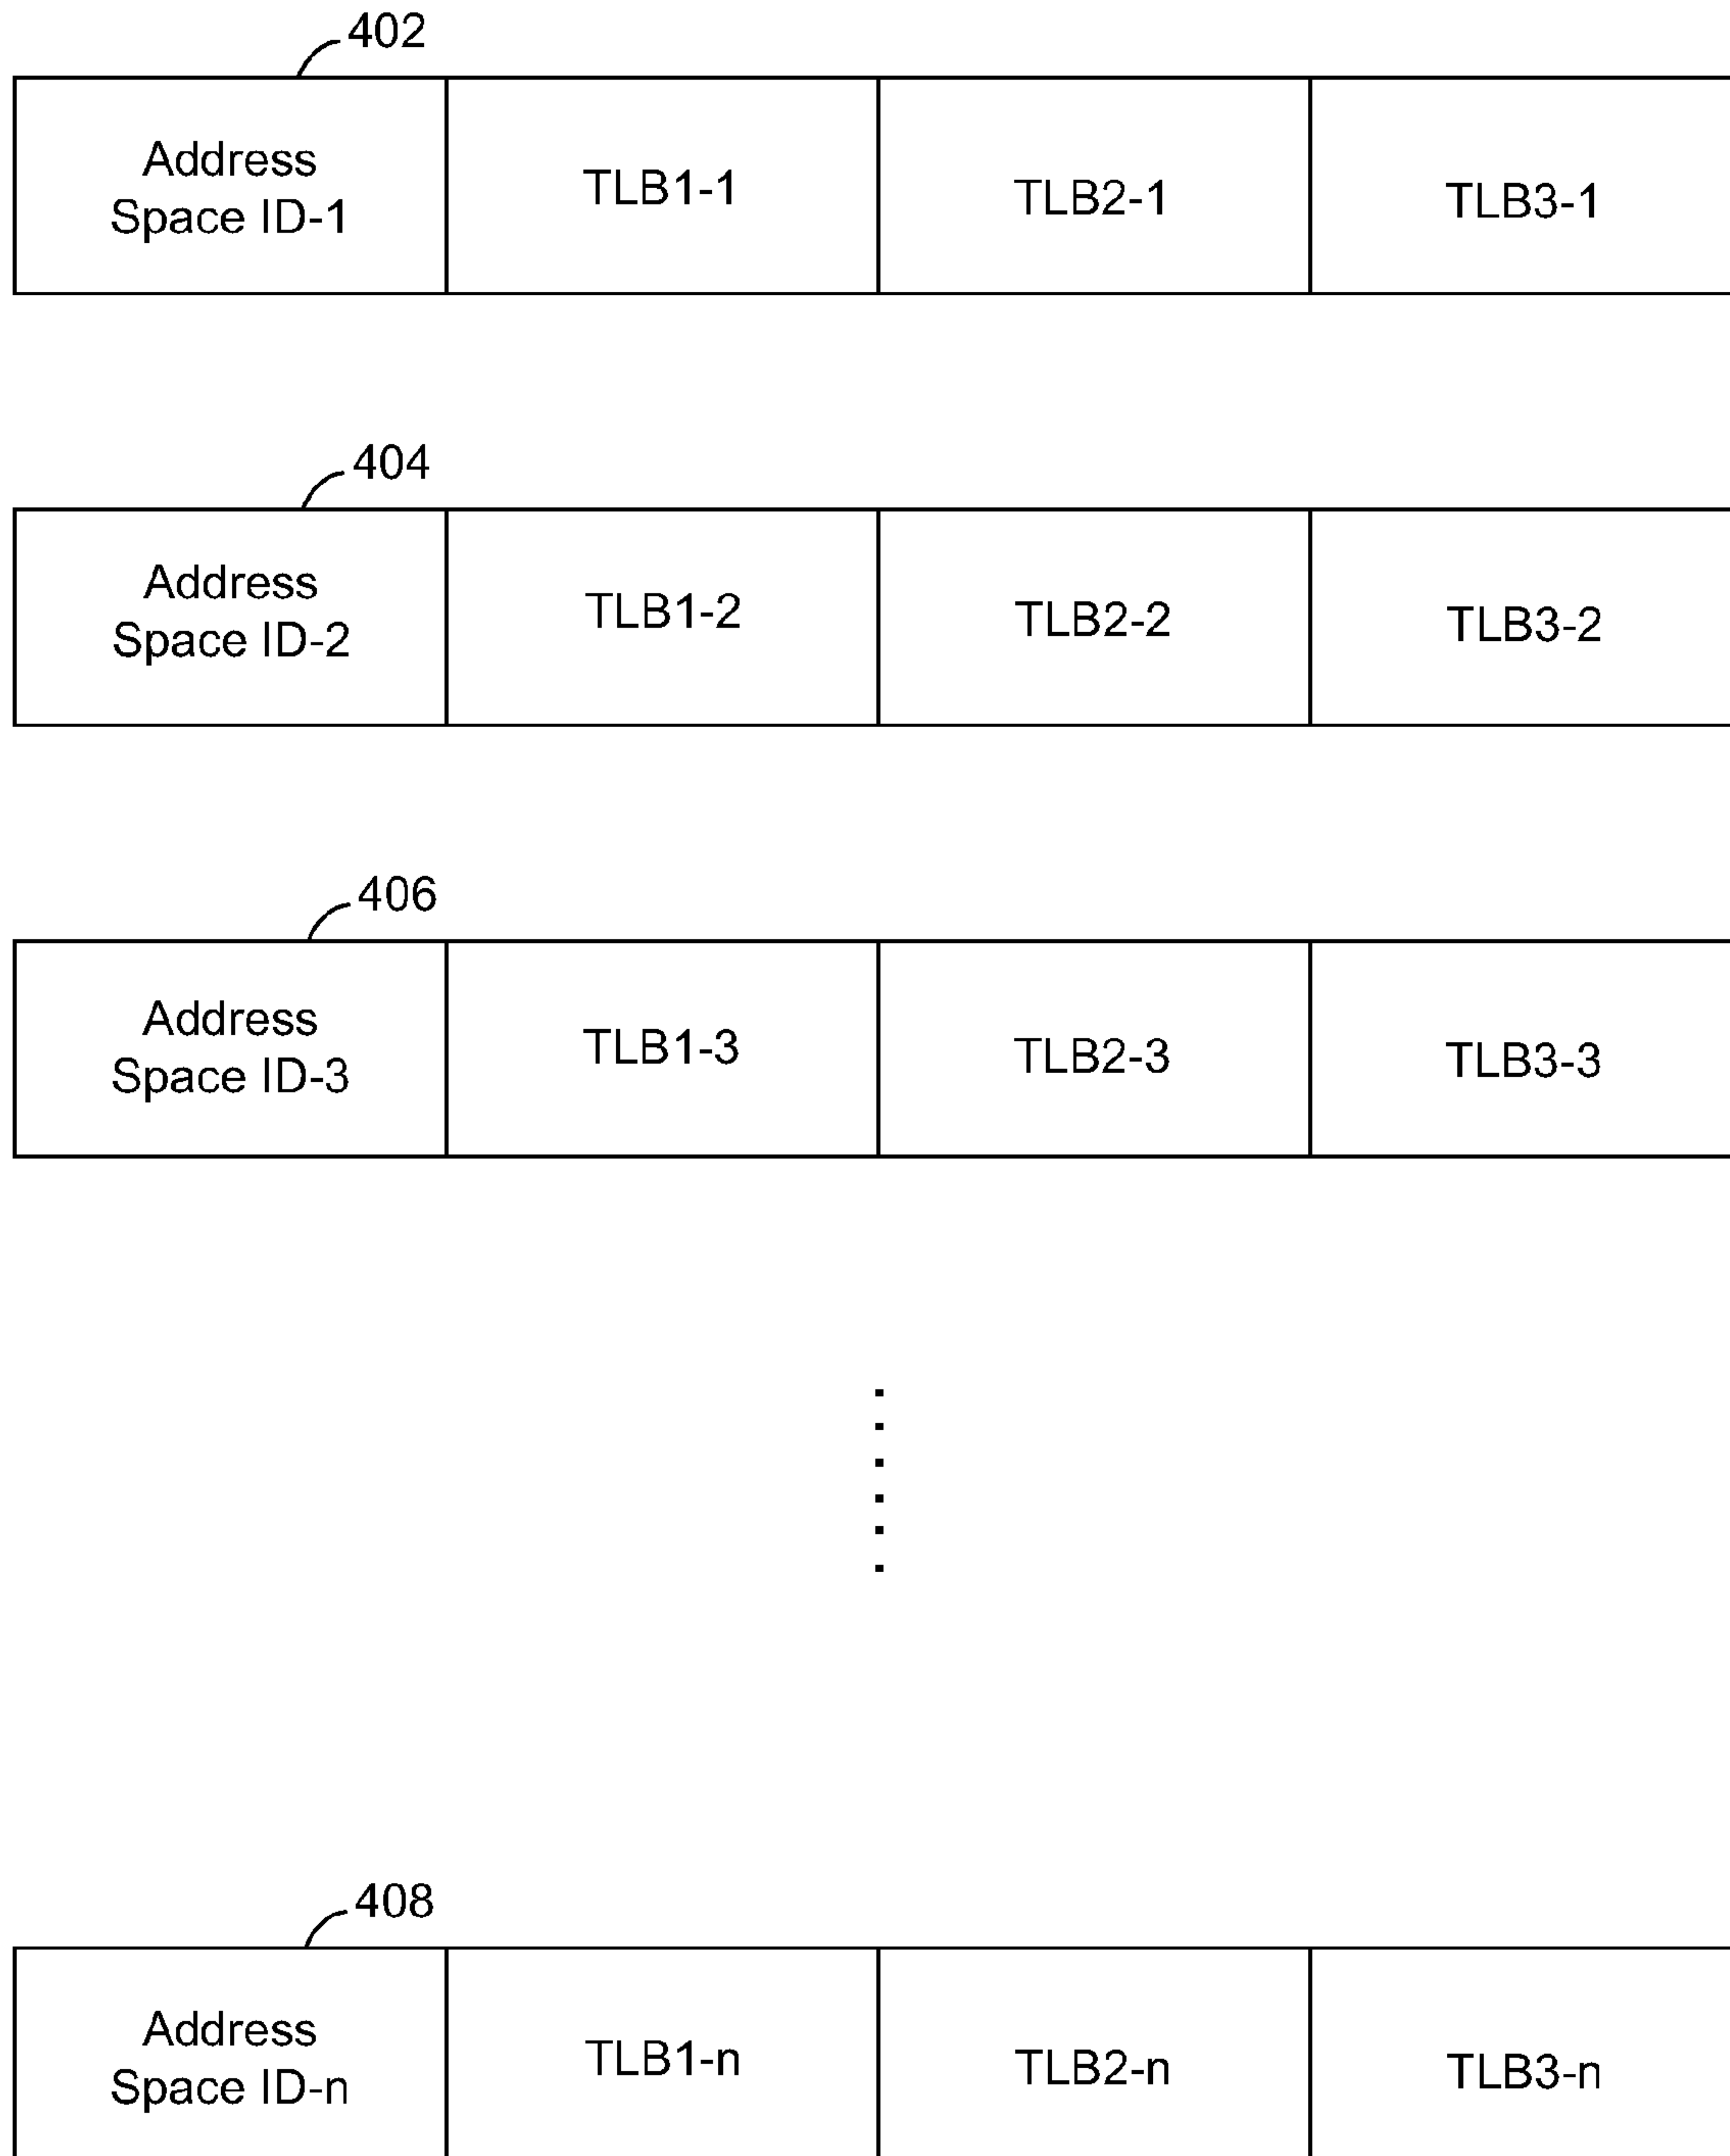 402
Address
Space ID-1
TLB1-1
TLB2-1
TLB3-1
404
Address
Space ID-2
TLB1-2
TLB2-2
TLB3-2
406
Address
Space ID-3
TLB1-3
TLB2-3
TLB3-3
408
Address
Space ID-n
TLB1-n
TLB2-n
TLB3-n